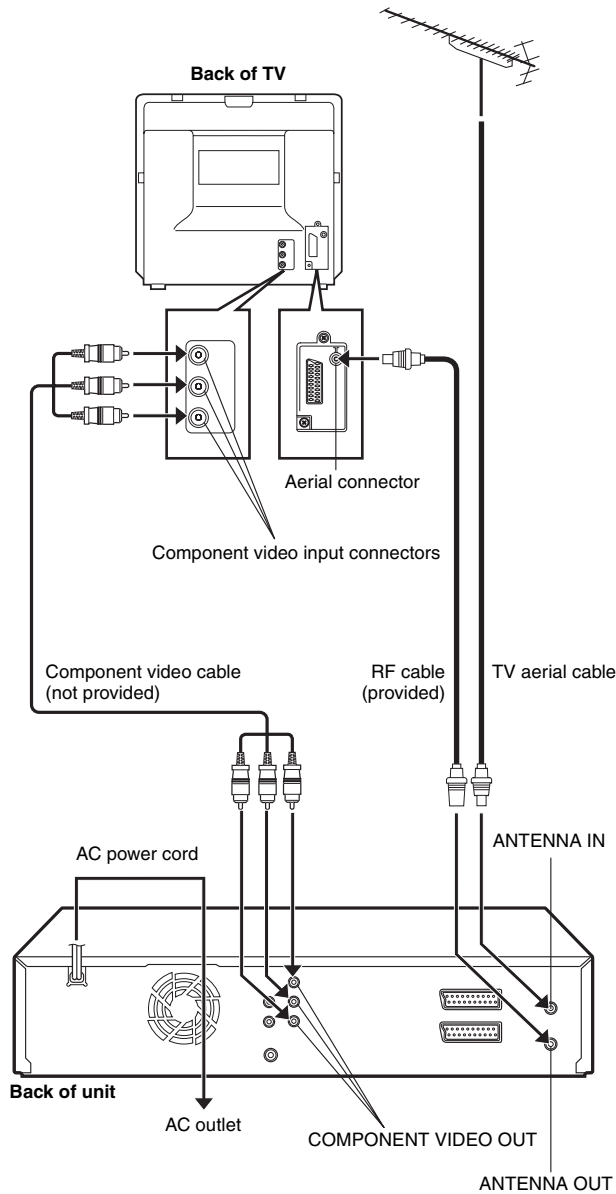 Back of TV
Aerial connector
Component video input connectors
Component video cable
(not provided)
RF cable
(provided)
TV aerial cable
AC power cord
ANTENNA IN
Back of unit
AC outlet
COMPONENT VIDEO OUT
ANTENNA OUT